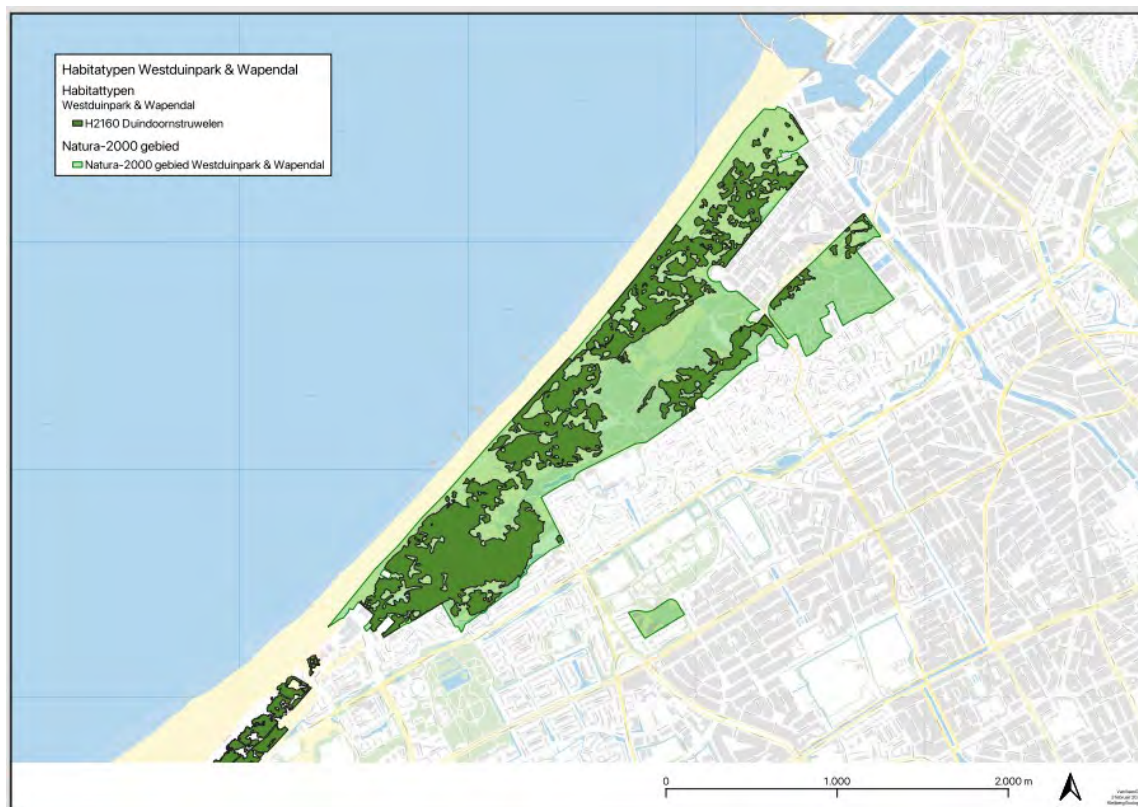 Habitatypen Westduinpark & Wapendal
Habitattypen
Westduinpark & Wapendal
H2160 Duindoornstruwelen
Natura-2000 gebied
Natura-2000 gebied Westduinpark & Wapendal
0 1.000 2.000 m